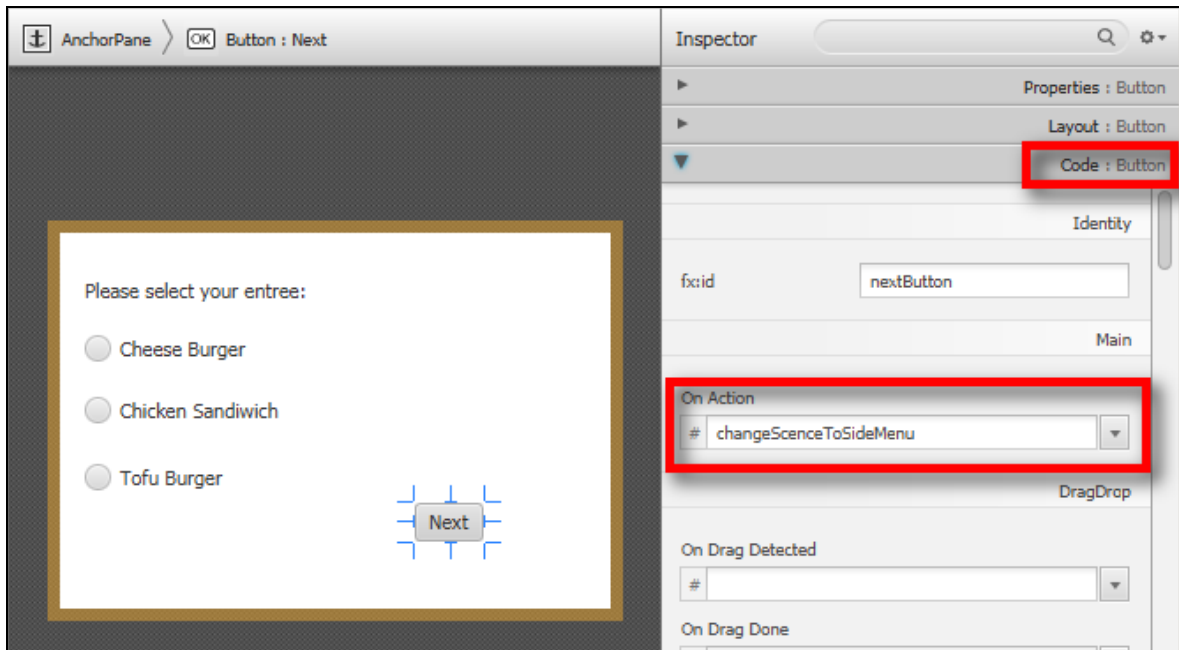 AnchorPane
OK Button : Next
Please select your entree:
Cheese Burger
Chicken Sandiwich
Tofu Burger
Next
Inspector
Properties : Button
Layout : Button
Code : Button
Identity
fx:id nextButton
Main
On Action
# changeScenceToSideMenu
DragDrop
On Drag Detected
#
On Drag Done